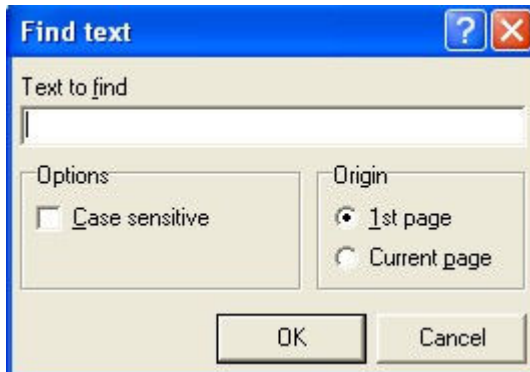 Find text
Text to find
Options
Case sensitive
Origin
1st page
Current page
OK
Cancel